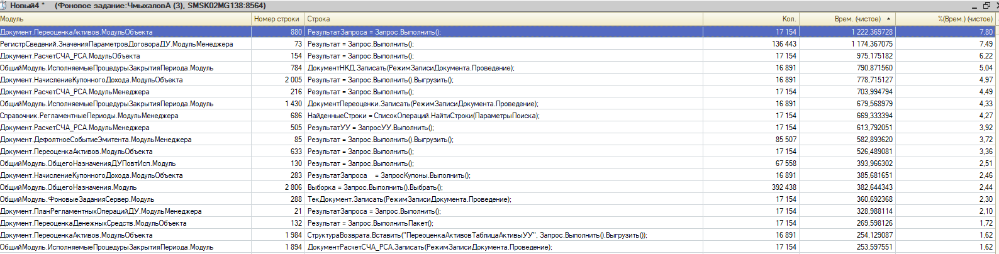 Новый4 * (Фоновое задание:ЧмыхаловА (3), SMSK02MG138:8564)
Модуль Номер строки Строка Кол. Врем. (чистое) %(Врем.) (чистое)
Документ.ПереоценкаАктивов.МодульОбъекта 880 РезультатЗапроса = Запрос.Выполнить(); 17 154 1 222,369728 7,80
РегистрСведений.ЗначенияПараметровДоговораДУ.МодульМенеджера 73 Результат = Запрос.Выполнить(); 136 443 1 174,367075 7,49
Документ.РасчетСЧА_РСА.МодульОбъекта 154 Результат = Запрос.Выполнить(); 17 154 975,175182 6,22
ОбщийМодуль.ИсполняемыеПроцедурыЗакрытияПериода.Модуль 784 ДокументНКД.Записать(РежимЗаписиДокумента.Проведение); 16 891 790,871560 5,04
Документ.НачислениеКупонногоДохода.МодульОбъекта 2 005 Результат = Запрос.Выполнить().Выгрузить(); 16 891 778,715127 4,97
Документ.РасчетСЧА_РСА.МодульМенеджера 216 Результат = Запрос.Выполнить(); 17 154 703,994794 4,49
ОбщийМодуль.ИсполняемыеПроцедурыЗакрытияПериода.Модуль 1 430 ДокументПереоценки.Записать(РежимЗаписиДокумента.Проведение); 16 891 679,568979 4,33
Справочник.РегламентныеПериоды.МодульМенеджера 686 НайденныеСтроки = СписокОпераций.НайтиСтроки(ПараметрыПоиска); 17 154 669,333394 4,27
Документ.РасчетСЧА_РСА.МодульМенеджера 505 РезультатУУ = ЗапросУУ.Выполнить(); 17 154 613,792051 3,92
Документ.ДефолтноеСобытиеЭмитента.МодульМенеджера 85 Результат = Запрос.Выполнить().Выгрузить(); 85 507 582,893620 3,72
Документ.ПереоценкаАктивов.МодульОбъекта 633 Результат = Запрос.Выполнить(); 17 154 526,489081 3,36
ОбщийМодуль.ОбщегоНазначенияДУПовтИсп.Модуль 130 Результат = Запрос.Выполнить(); 67 558 393,966302 2,51
Документ.НачислениеКупонногоДохода.МодульОбъекта 283 РезультатЗапроса = ЗапросКупоны.Выполнить(); 16 891 385,681651 2,46
ОбщийМодуль.ОбщегоНазначения.Модуль 2 806 Выборка = Запрос.Выполнить().Выбрать(); 392 438 382,644343 2,44
ОбщийМодуль.ФоновыеЗаданияСервер.Модуль 288 ТекДокумент.Записать(РежимЗаписиДокумента.Проведение); 17 154 360,692368 2,30
Документ.ПланРегламентныхОперацийДУ.МодульМенеджера 21 РезультатЗапроса = Запрос.Выполнить(); 17 154 328,988114 2,10
Документ.ПереоценкаДенежныхСредств.МодульОбъекта 132 Результат = Запрос.ВыполнитьПакет(); 17 154 269,598126 1,72
Документ.ПереоценкаАктивов.МодульОбъекта 1 984 СтруктураВозврата.Вставить("ПереоценкаАктивовТаблицаАктивыУУ", Запрос.Выполнить().Выгрузить()); 16 891 254,129087 1,62
ОбщийМодуль.ИсполняемыеПроцедурыЗакрытияПериода.Модуль 1 894 ДокументРасчетСЧА_РСА.Записать(РежимЗаписиДокумента.Проведение); 17 154 253,597551 1,62